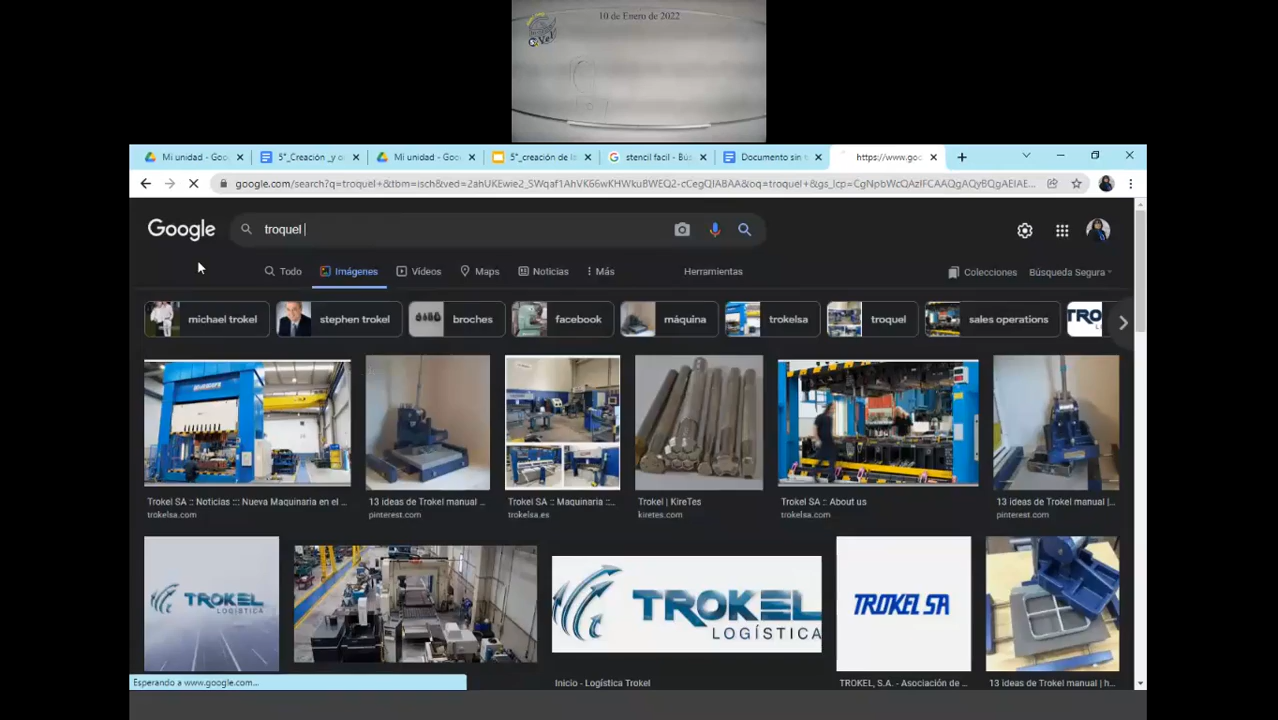 10 de Enero de 2022
Mi unidad - Goo
5°_Creación _y o
Mi unidad - Goo
5°_creación de l
stencil facil - Bús
Documento sin t
https://www.goo
google.com/search?q=troquel+&tbm=isch&ved=2ahUKEwie2_SWqaf1AhVK66wKHWkuBWEQ2-cCegQIABAA&oq=troquel+&gs_lcp=CgNpbWcQAzIFCAAQgAQyBQgAEIAE...
Google
troquel
Todo
Imágenes
Vídeos
Maps
Noticias
Más
Herramientas
Colecciones
Búsqueda Segura
michael trokel
stephen trokel
broches
facebook
máquina
trokelsa
troquel
sales operations
TROK
Trokel SA :: Noticias ::: Nueva Maquinaria en el ...
trokelsa.com
13 ideas de Trokel manual ...
pinterest.com
Trokel SA :: Maquinaria ::...
trokelsa.es
Trokel | KireTes
kiretes.com
Trokel SA :: About us
trokelsa.com
13 ideas de Trokel manual |...
pinterest.com
TROKEL
LOGÍSTICA
TROKEL
LOGÍSTICA
TROKEL SA
Inicio - Logística Trokel
TROKEL, S.A. - Asociación de ...
13 ideas de Trokel manual | h...
Esperando a www.google.com...